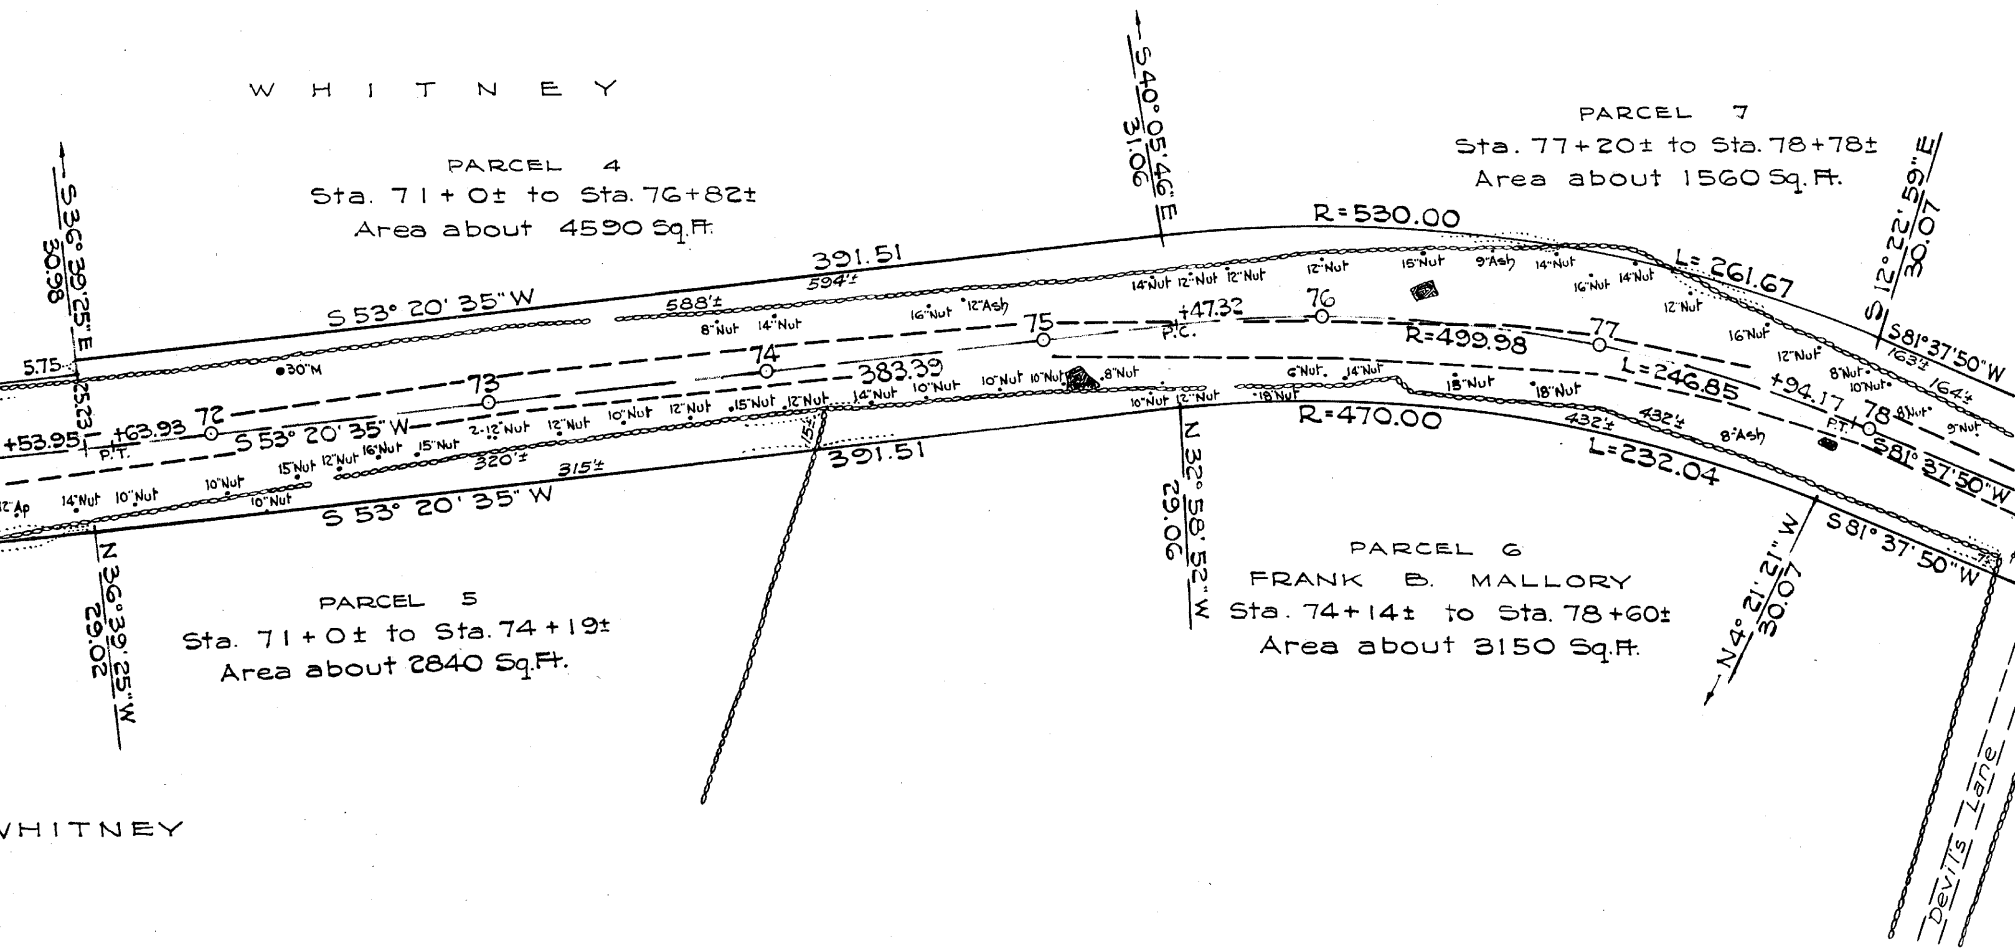 WHITNEY
PARCEL 4
Sta. 71+0± to Sta. 76+82±
Area about 4590 Sq.Ft.
PARCEL 7
Sta. 77+20± to Sta. 78+78±
Area about 1560 Sq.Ft.
S 36° 39' 25" E
30.98
S 40° 05' 46" E
31.06
S 12° 22' 59" E
30.07
R=530.00
L=261.67
S 53° 20' 35" W
391.51
588'±
594'±
S 81° 37' 50" W
163'±
164'±
5.75
25.23
30"M
8"Nut
14"Nut
16"Nut
12"Ash
14"Nut
12"Nut
12"Nut
12"Nut
15"Nut
9"Ash
14"Nut
16"Nut
14"Nut
12"Nut
16"Nut
12"Nut
8"Nut
10"Nut
8"Nut
9"Nut
+53.95
P.T.
+63.93
72
73
74
75
+47.32
P.C.
76
77
+94.17
P.T.
78
S 53° 20' 35" W
383.39
R=499.98
L=246.85
S 81° 37' 50" W
14"Nut
10"Nut
10"Nut
10"Nut
15"Nut
12"Nut
16"Nut
15"Nut
2-12"Nut
12"Nut
10"Nut
12"Nut
15"Nut
12"Nut
14"Nut
10"Nut
10"Nut
10"Nut
8"Nut
10"Nut
12"Nut
18"Nut
6"Nut
14"Nut
18"Nut
18"Nut
8"Ash
320'±
315'±
15'±
S 53° 20' 35" W
391.51
R=470.00
L=232.04
432'±
432'±
S 81° 37' 50" W
N 36° 39' 25" W
29.02
N 32° 58' 52" W
29.06
N 4° 21' 21" W
30.07
PARCEL 5
Sta. 71+0± to Sta. 74+19±
Area about 2840 Sq.Ft.
PARCEL 6
FRANK B. MALLORY
Sta. 74+14± to Sta. 78+60±
Area about 3150 Sq.Ft.
WHITNEY
Devil's Lane